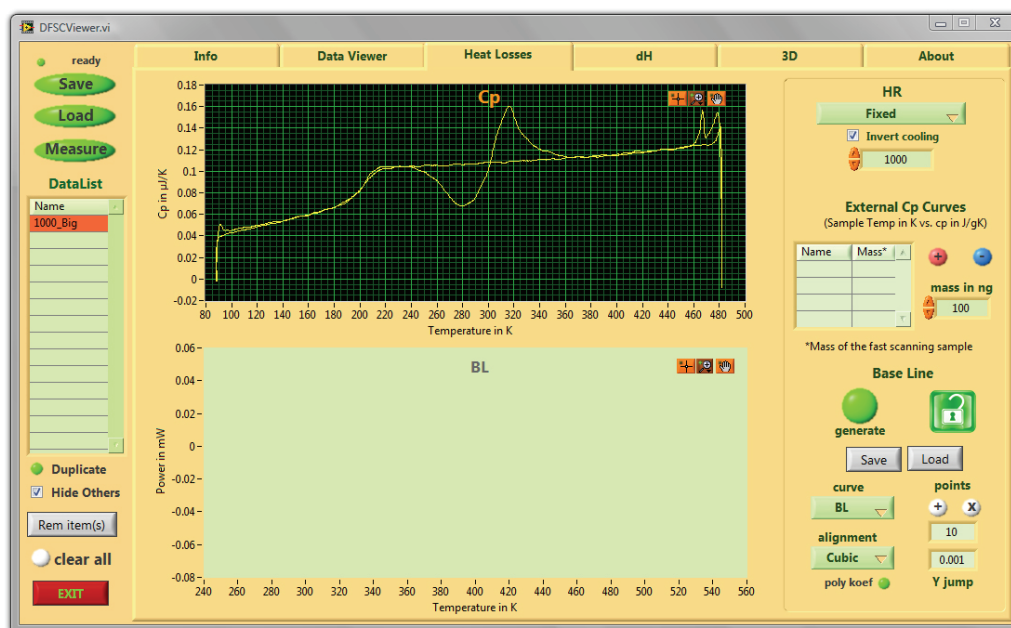 DFSCViewer.vi
ready
Save
Load
Measure
DataList
Name
1000_Big
Duplicate
Hide Others
Rem item(s)
clear all
EXIT
Info Data Viewer Heat Losses dH 3D About
Cp
Cp in µJ/K
0.18
0.16
0.14
0.12
0.1
0.08
0.06
0.04
0.02
0
-0.02
80 100 120 140 160 180 200 220 240 260 280 300 320 340 360 380 400 420 440 460 480 500
Temperature in K
BL
Power in mW
0.06
0.04
0.02
0
-0.02
-0.04
-0.06
-0.08
240 260 280 300 320 340 360 380 400 420 440 460 480 500 520 540 560
Temperature in K
HR
Fixed
Invert cooling
1000
External Cp Curves
(Sample Temp in K vs. cp in J/gK)
Name Mass*
+ -
mass in ng
100
*Mass of the fast scanning sample
Base Line
generate
Save Load
curve points
BL + X
10
alignment
Cubic 0.001
poly koef Y jump